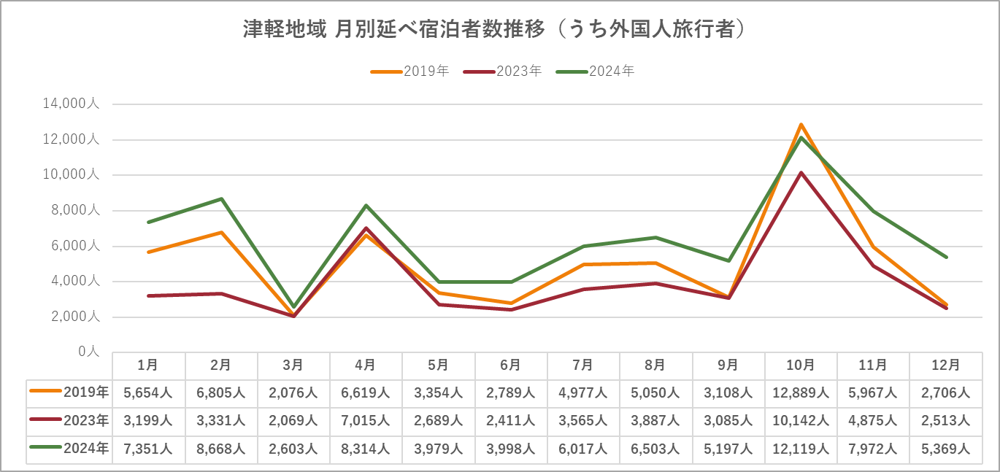 津軽地域 月別延べ宿泊者数推移（うち外国人旅行者）
2019年 2023年 2024年
14,000人
12,000人
10,000人
8,000人
6,000人
4,000人
2,000人
0人
1月 2月 3月 4月 5月 6月 7月 8月 9月 10月 11月 12月
2019年 5,654人 6,805人 2,076人 6,619人 3,354人 2,789人 4,977人 5,050人 3,108人 12,889人 5,967人 2,706人
2023年 3,199人 3,331人 2,069人 7,015人 2,689人 2,411人 3,565人 3,887人 3,085人 10,142人 4,875人 2,513人
2024年 7,351人 8,668人 2,603人 8,314人 3,979人 3,998人 6,017人 6,503人 5,197人 12,119人 7,972人 5,369人